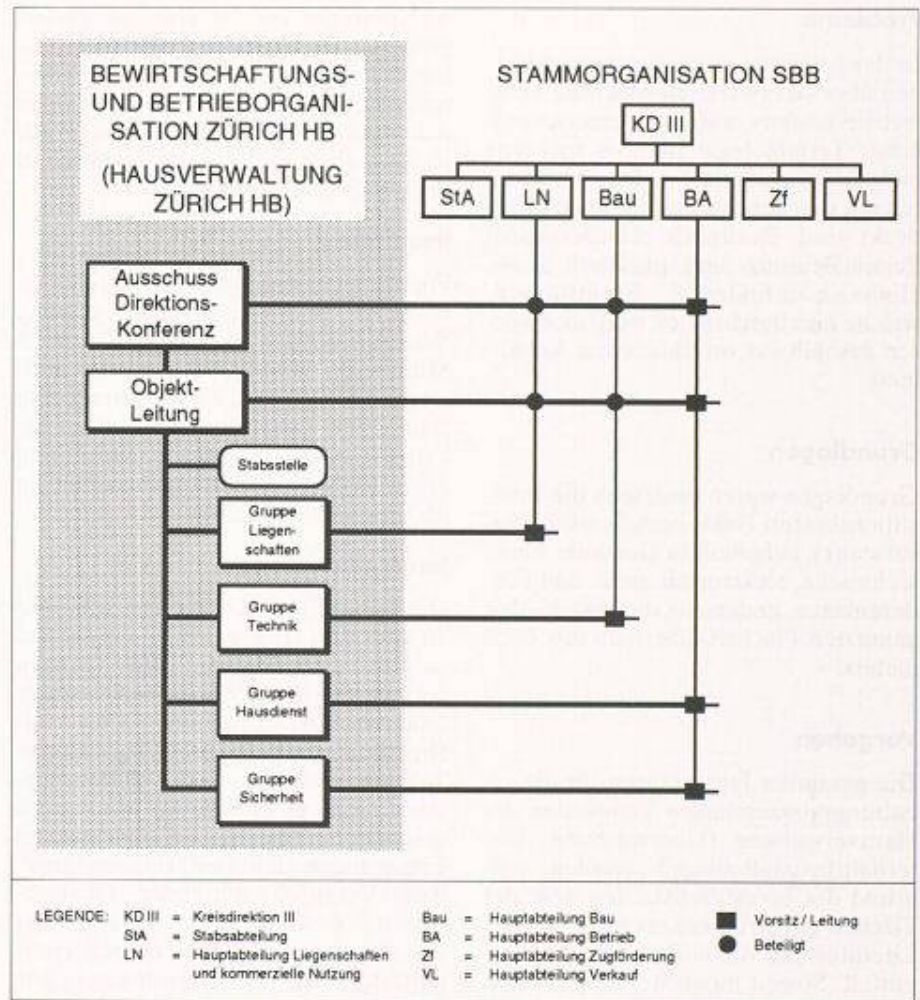 BEWIRTSCHAFTUNGS-
UND BETRIEBORGANI-
SATION ZÜRICH HB
(HAUSVERWALTUNG
ZÜRICH HB)
STAMMORGANISATION SBB
KD III
StA
LN
Bau
BA
Zf
VL
Ausschuss
Direktions-
Konferenz
Objekt-
Leitung
Stabsstelle
Gruppe
Liegen-
schaften
Gruppe
Technik
Gruppe
Hausdienst
Gruppe
Sicherheit
LEGENDE: KD III = Kreisdirektion III
StA = Stabsabteilung
LN = Hauptabteilung Liegenschaften
und kommerzielle Nutzung
Bau = Hauptabteilung Bau
BA = Hauptabteilung Betrieb
Zf = Hauptabteilung Zugförderung
VL = Hauptabteilung Verkauf
Vorsitz / Leitung
Beteiligt